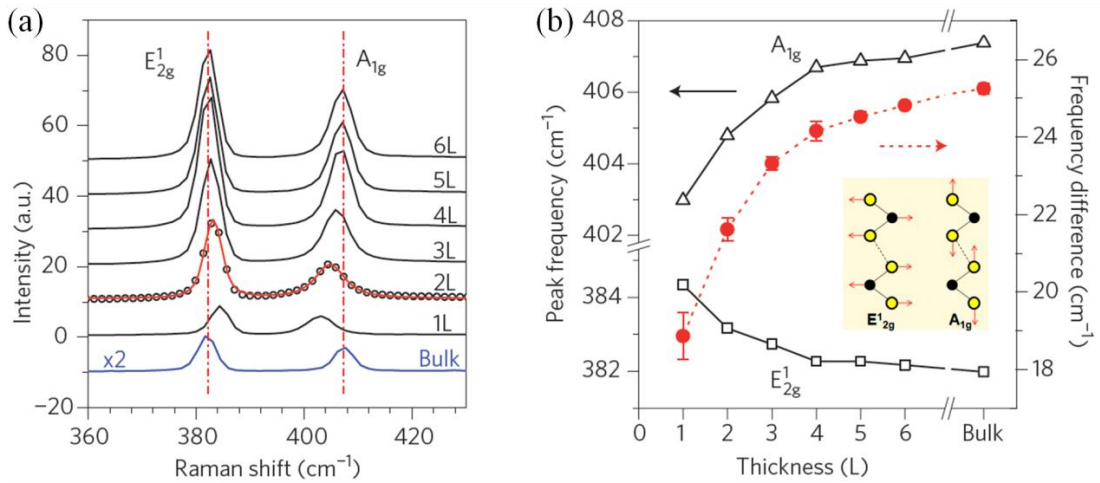 (a)
80
60
40
20
0
−20
Intensity (a.u.)
E¹₂g
A₁g
6L
5L
4L
3L
2L
1L
x2
Bulk
360
380
400
420
Raman shift (cm⁻¹)
(b)
408
406
404
402
384
382
Peak frequency (cm⁻¹)
A₁g
E¹₂g
E¹₂g
A₁g
26
24
22
20
18
Frequency difference (cm⁻¹)
0
1
2
3
4
5
6
Bulk
Thickness (L)